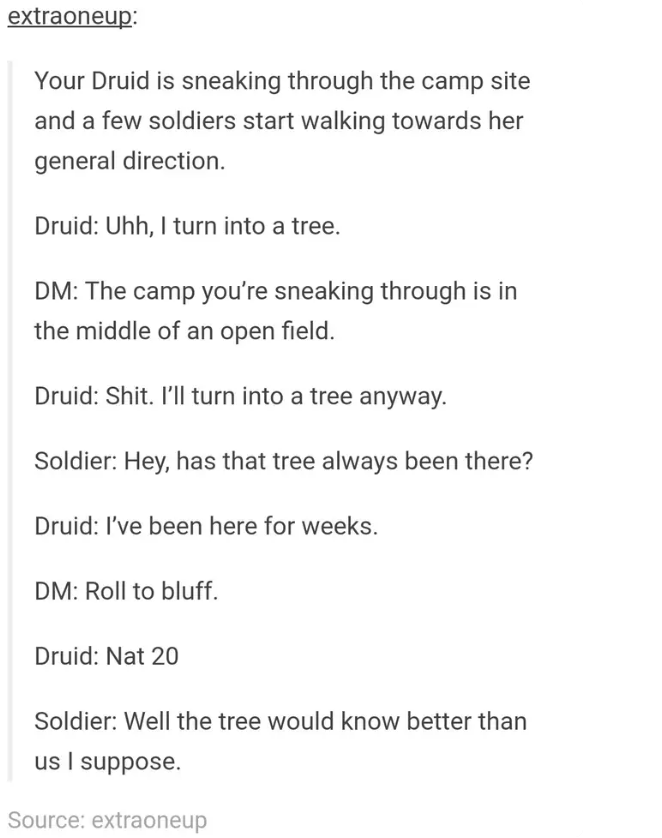 extraoneup:
Your Druid is sneaking through the camp site
and a few soldiers start walking towards her
general direction.
Druid: Uhh, I turn into a tree.
DM: The camp you’re sneaking through is in
the middle of an open field.
Druid: Shit. I’ll turn into a tree anyway.
Soldier: Hey, has that tree always been there?
Druid: I’ve been here for weeks.
DM: Roll to bluff.
Druid: Nat 20
Soldier: Well the tree would know better than
us I suppose.
Source: extraoneup